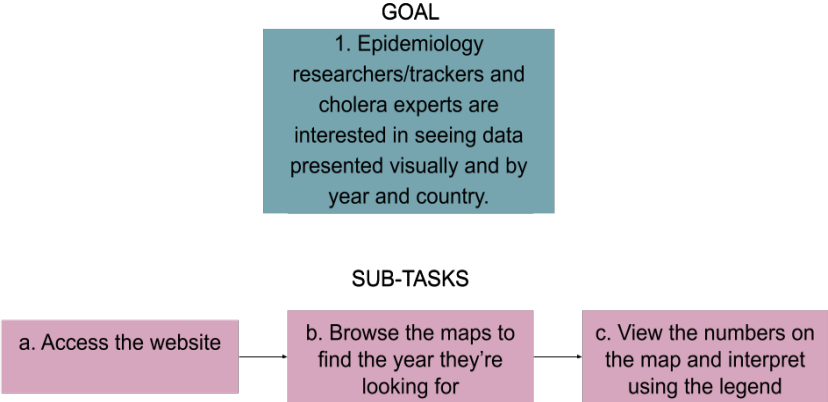 GOAL
1. Epidemiology
researchers/trackers and
cholera experts are
interested in seeing data
presented visually and by
year and country.
SUB-TASKS
a. Access the website
b. Browse the maps to
find the year they're
looking for
c. View the numbers on
the map and interpret
using the legend